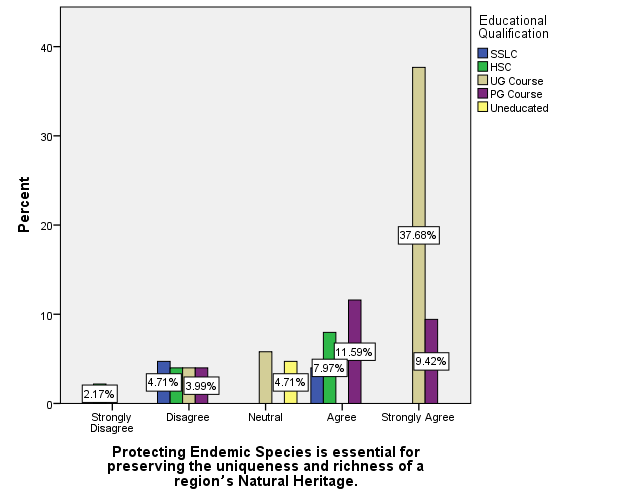 Educational
Qualification
SSLC
HSC
UG Course
PG Course
Uneducated
Percent
40
30
20
10
0
37.68%
11.59%
9.42%
7.97%
4.71%
3.99%
4.71%
2.17%
Strongly
Disagree
Disagree
Neutral
Agree
Strongly Agree
Protecting Endemic Species is essential for
preserving the uniqueness and richness of a
region's Natural Heritage.